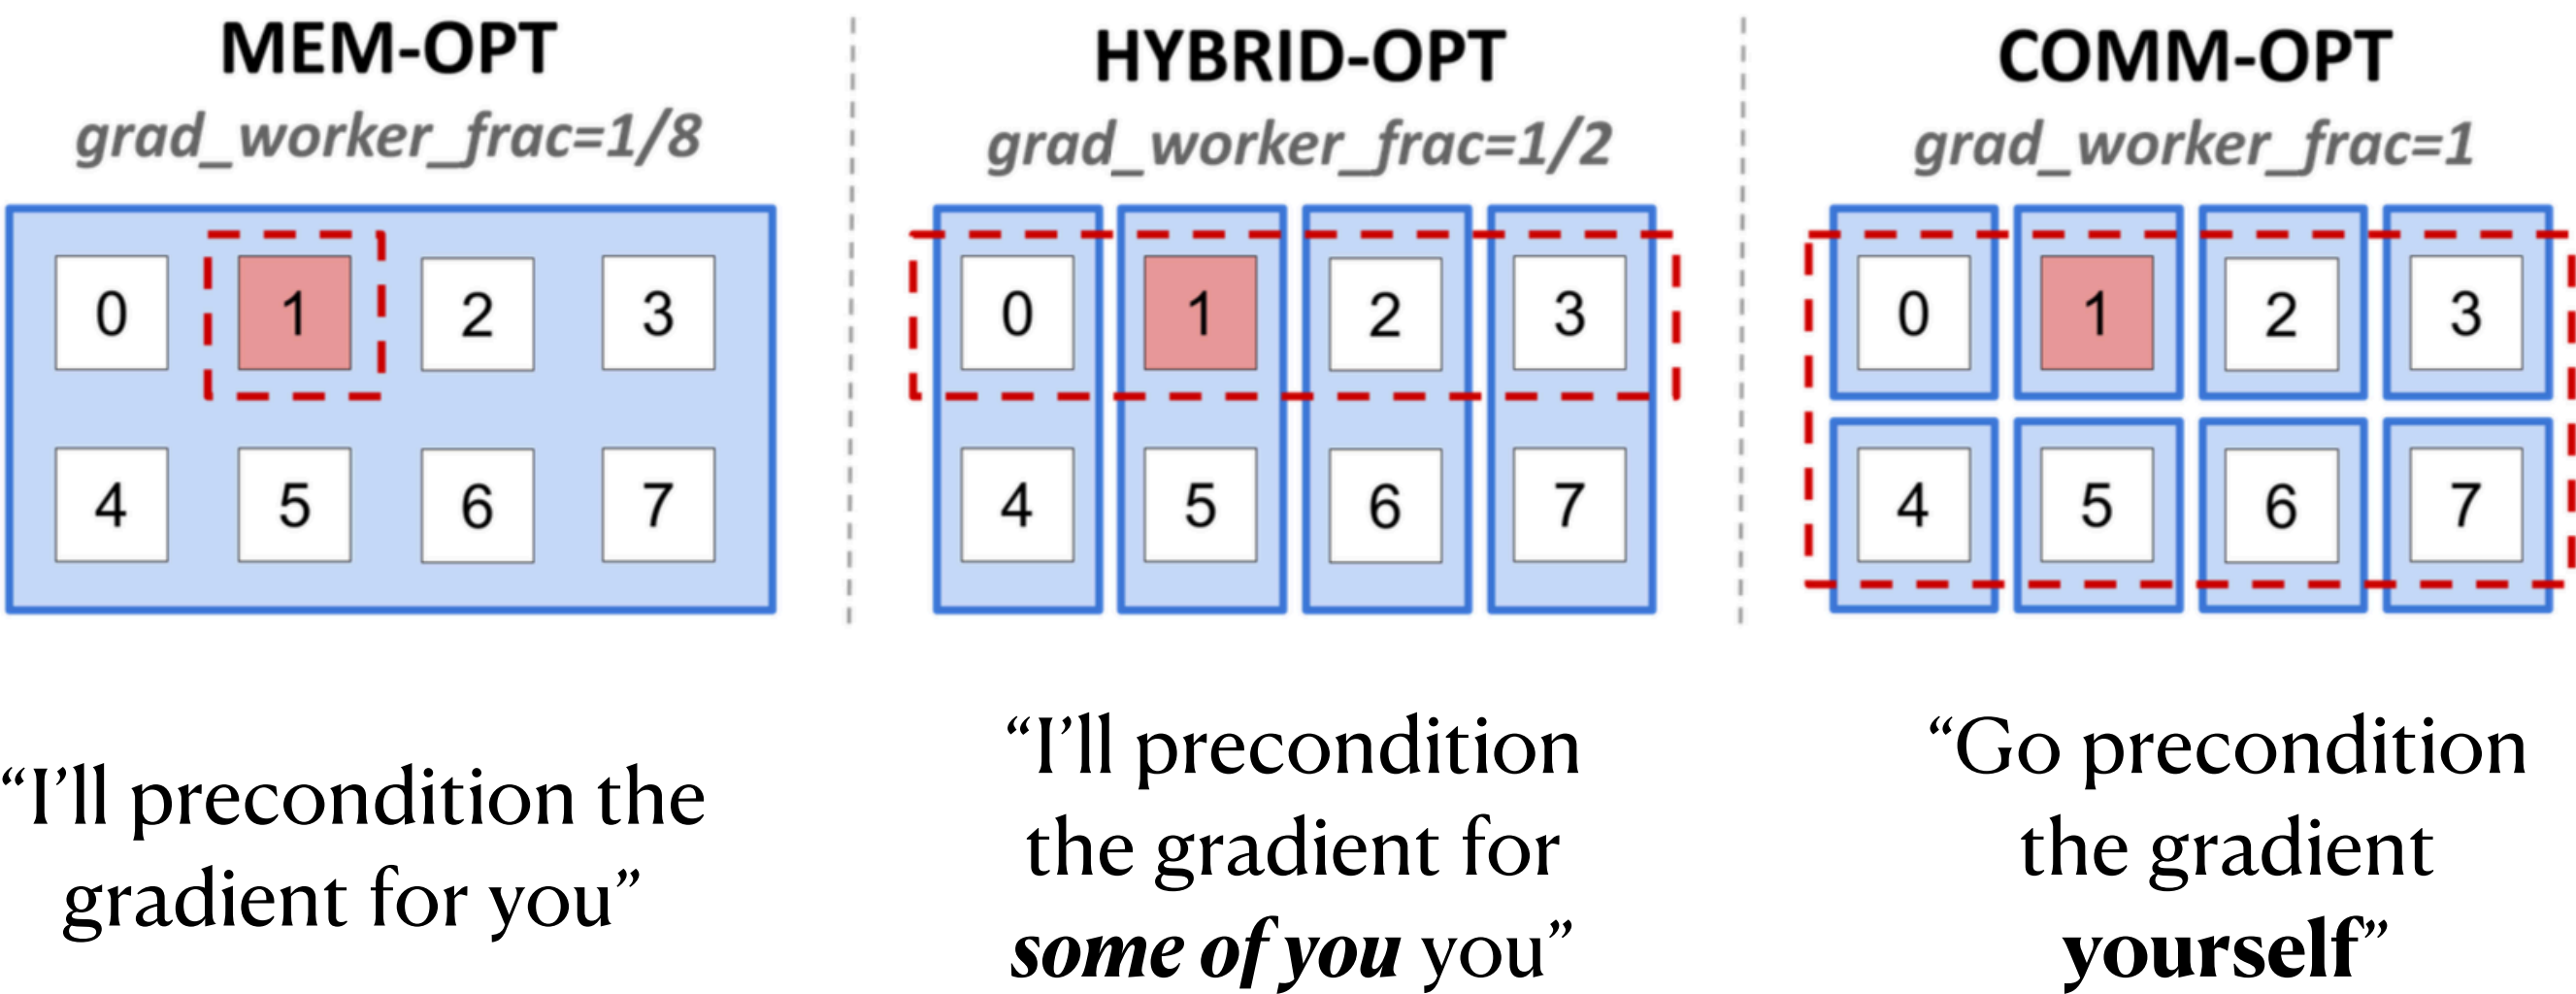 MEM-OPT
grad_worker_frac=1/8
0 1 2 3
4 5 6 7
“I’ll precondition the
gradient for you”
HYBRID-OPT
grad_worker_frac=1/2
0 1 2 3
4 5 6 7
“I’ll precondition
the gradient for
some of you you”
COMM-OPT
grad_worker_frac=1
0 1 2 3
4 5 6 7
“Go precondition
the gradient
yourself”